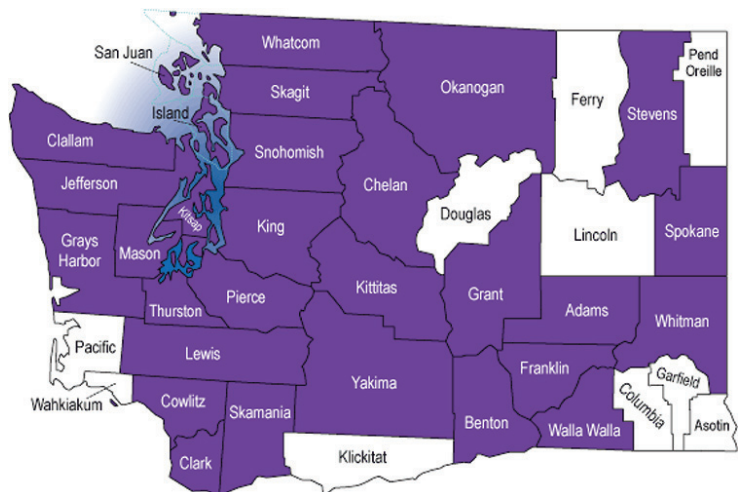 San Juan
Whatcom
Okanogan
Ferry
Pend
Oreille
Skagit
Island
Stevens
Clallam
Snohomish
Chelan
Jefferson
Douglas
Kitsap
King
Lincoln
Spokane
Grays
Harbor
Mason
Kittitas
Grant
Pierce
Thurston
Adams
Whitman
Pacific
Lewis
Franklin
Yakima
Garfield
Columbia
Wahkiakum
Cowlitz
Skamania
Benton
Walla Walla
Asotin
Clark
Klickitat